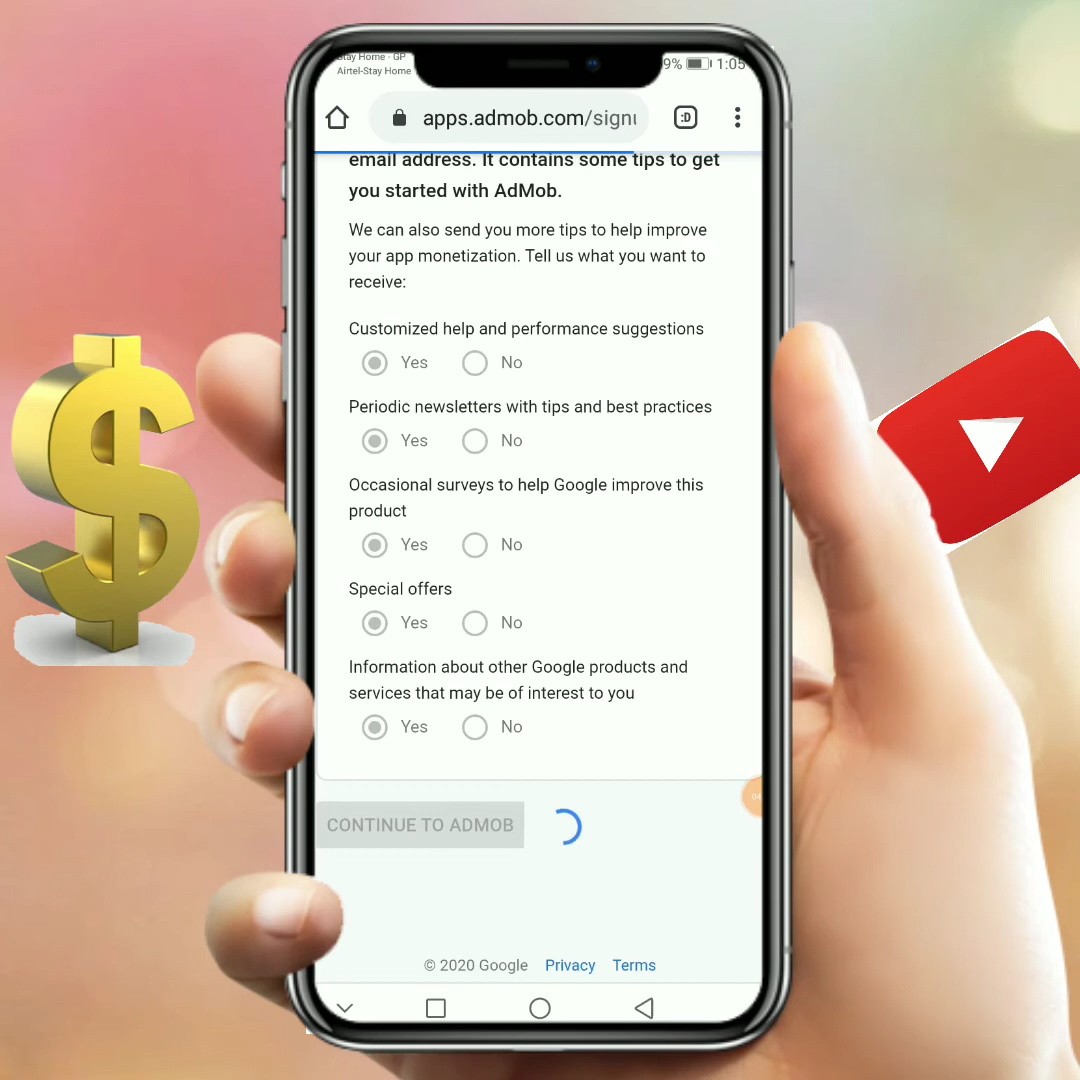 Stay Home - GP
Airtel-Stay Home
9% 1:05
apps.admob.com/signu
:D
email address. It contains some tips to get
you started with AdMob.
We can also send you more tips to help improve
your app monetization. Tell us what you want to
receive:
Customized help and performance suggestions
Yes No
Periodic newsletters with tips and best practices
Yes No
Occasional surveys to help Google improve this
product
Yes No
Special offers
Yes No
Information about other Google products and
services that may be of interest to you
Yes No
04
CONTINUE TO ADMOB
© 2020 Google Privacy Terms